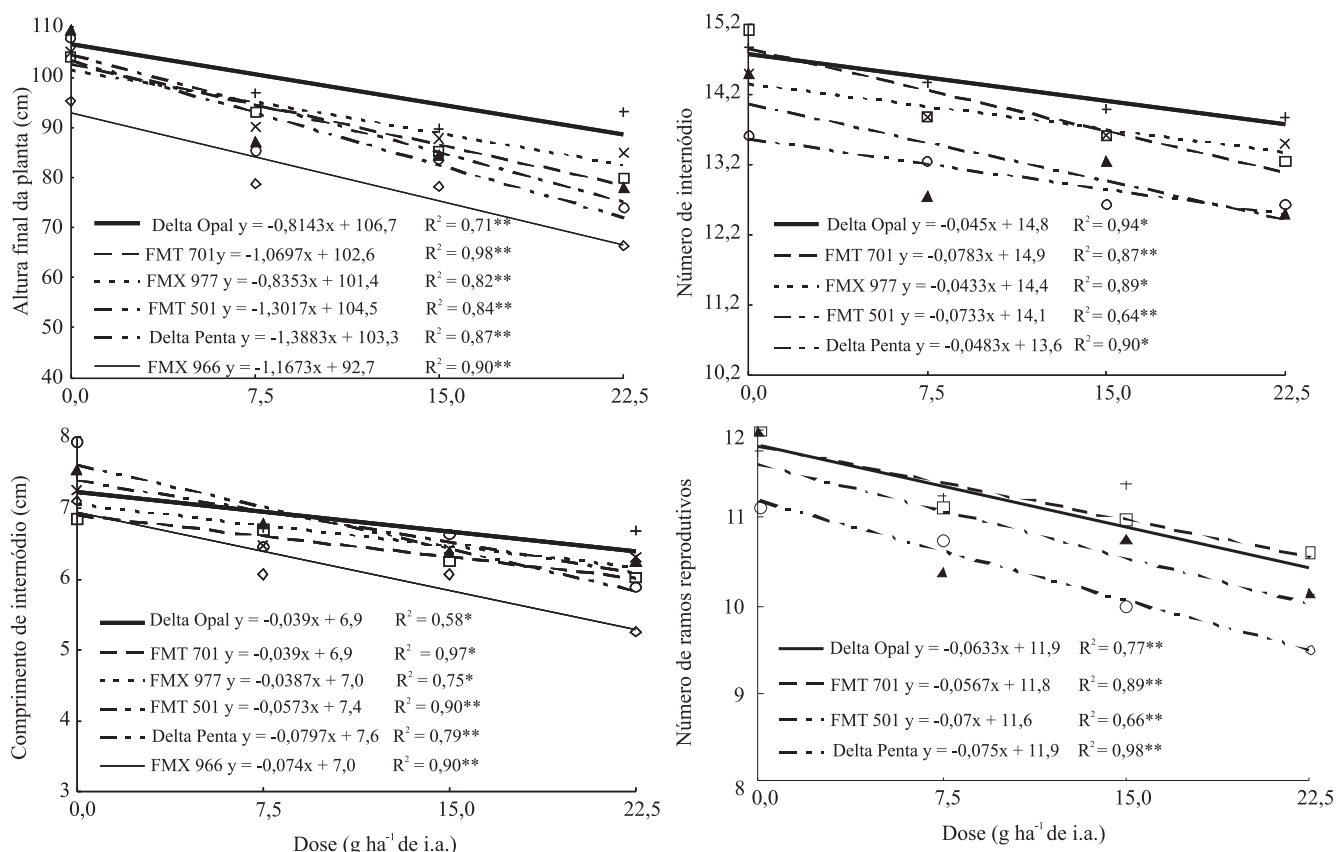 110
100
90
80
70
60
50
40
Altura final da planta (cm)
Delta Opal y = -0,8143x + 106,7 R² = 0,71**
FMT 701y = -1,0697x + 102,6 R² = 0,98**
FMX 977 y = -0,8353x + 101,4 R² = 0,82**
FMT 501 y = -1,3017x + 104,5 R² = 0,84**
Delta Penta y = -1,3883x + 103,3 R² = 0,87**
FMX 966 y = -1,1673x + 92,7 R² = 0,90**
0,0 7,5 15,0 22,5
15,2
14,2
13,2
12,2
11,2
10,2
Número de internódio
Delta Opal y = -0,045x + 14,8 R² = 0,94*
FMT 701 y = -0,0783x + 14,9 R² = 0,87**
FMX 977 y = -0,0433x + 14,4 R² = 0,89*
FMT 501 y = -0,0733x + 14,1 R² = 0,64**
Delta Penta y = -0,0483x + 13,6 R² = 0,90*
0,0 7,5 15,0 22,5
8
7
6
5
4
3
Comprimento de internódio (cm)
Delta Opal y = -0,039x + 6,9 R² = 0,58*
FMT 701 y = -0,039x + 6,9 R² = 0,97*
FMX 977 y = -0,0387x + 7,0 R² = 0,75*
FMT 501 y = -0,0573x + 7,4 R² = 0,90**
Delta Penta y = -0,0797x + 7,6 R² = 0,79**
FMX 966 y = -0,074x + 7,0 R² = 0,90**
0,0 7,5 15,0 22,5
Dose (g ha⁻¹ de i.a.)
12
11
10
9
8
Número de ramos reprodutivos
Delta Opal y = -0,0633x + 11,9 R² = 0,77**
FMT 701 y = -0,0567x + 11,8 R² = 0,89**
FMT 501 y = -0,07x + 11,6 R² = 0,66**
Delta Penta y = -0,075x + 11,9 R² = 0,98**
0,0 7,5 15,0 22,5
Dose (g ha⁻¹ de i.a.)